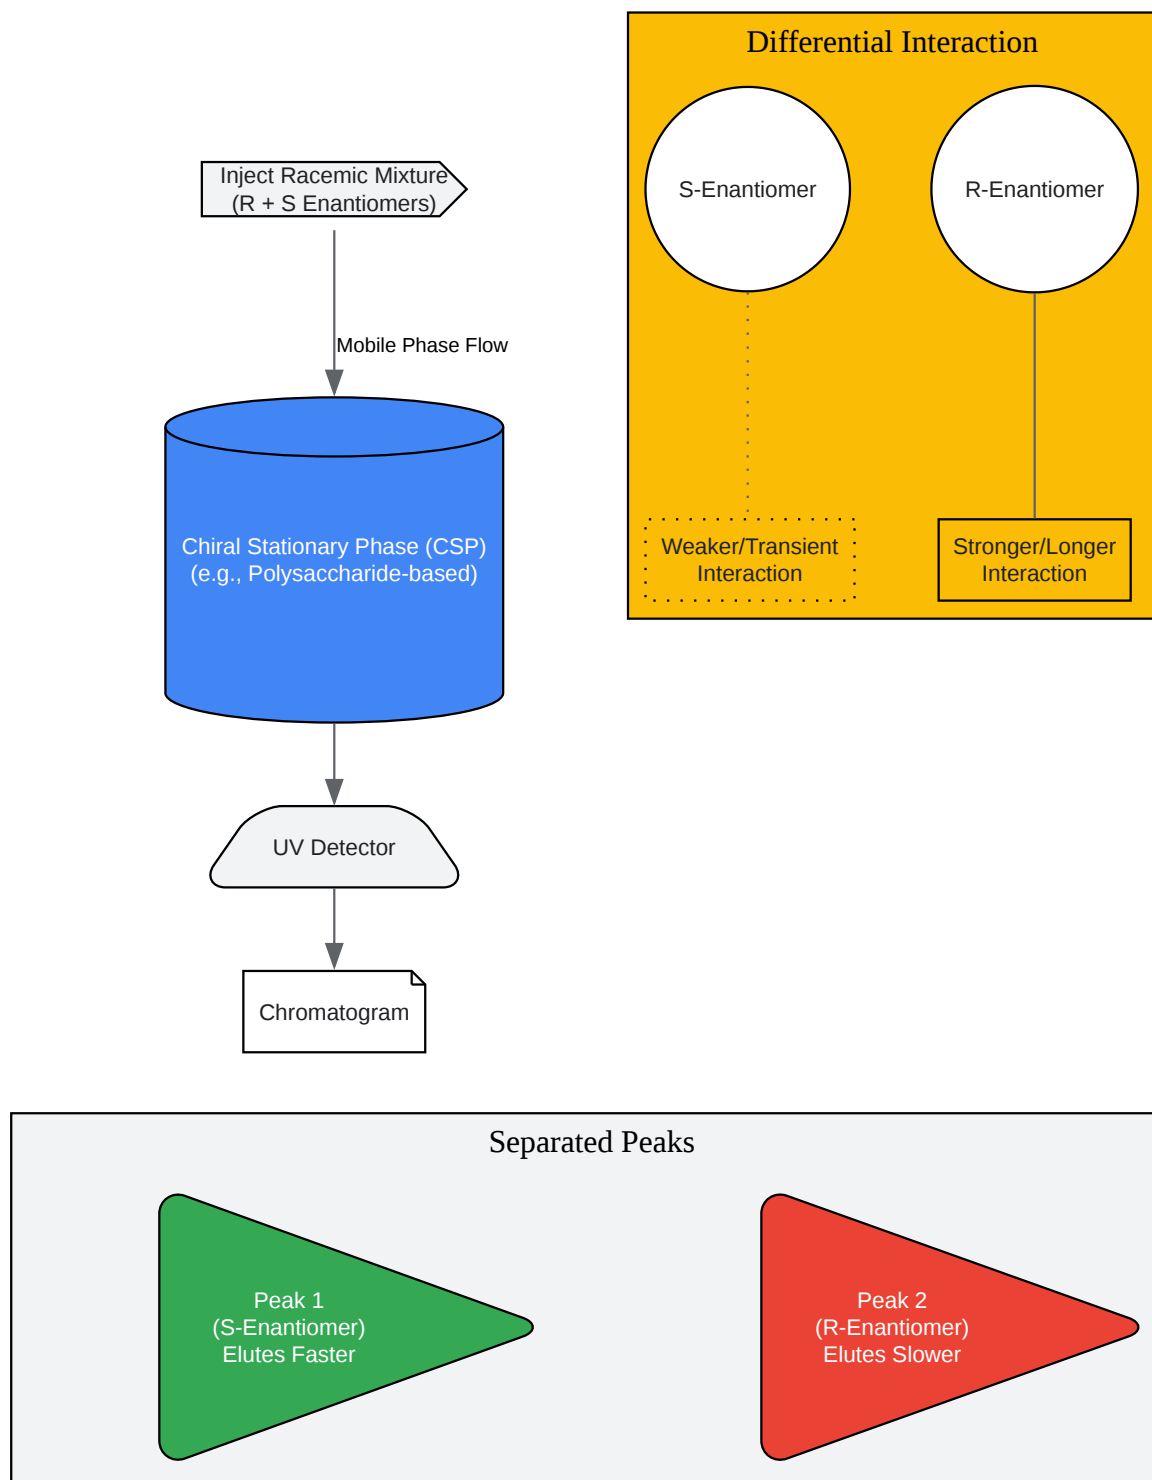 Differential Interaction
S-Enantiomer
R-Enantiomer
Weaker/Transient
Interaction
Stronger/Longer
Interaction
Inject Racemic Mixture
(R + S Enantiomers)
Mobile Phase Flow
Chiral Stationary Phase (CSP)
(e.g., Polysaccharide-based)
UV Detector
Chromatogram
Separated Peaks
Peak 1
(S-Enantiomer)
Elutes Faster
Peak 2
(R-Enantiomer)
Elutes Slower